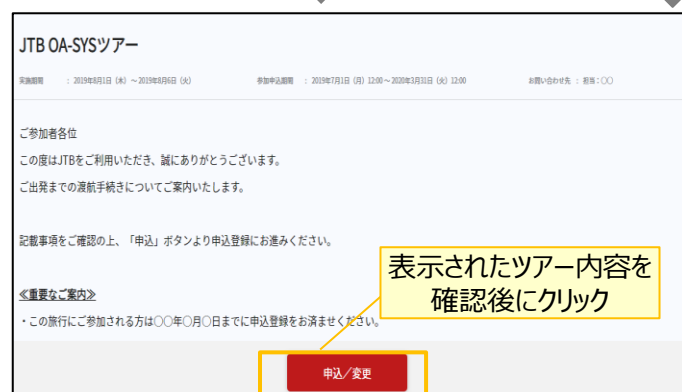 JTB OA-SYSツアー
実施期間 : 2019年8月1日（木）～2019年8月6日（火） 参加申込期間 : 2019年7月1日（月）12:00～2020年3月31日（火）12:00 お問い合わせ先 : 担当：〇〇
ご参加者各位
この度はJTBをご利用いただき、誠にありがとうございます。
ご出発までの渡航手続きについてご案内いたします。
記載事項をご確認の上、「申込」ボタンより申込登録にお進みください。
表示されたツアー内容を
確認後にクリック
≪重要なご案内≫
・この旅行にご参加される方は〇〇年〇月〇日までに申込登録をお済ませください。
申込／変更